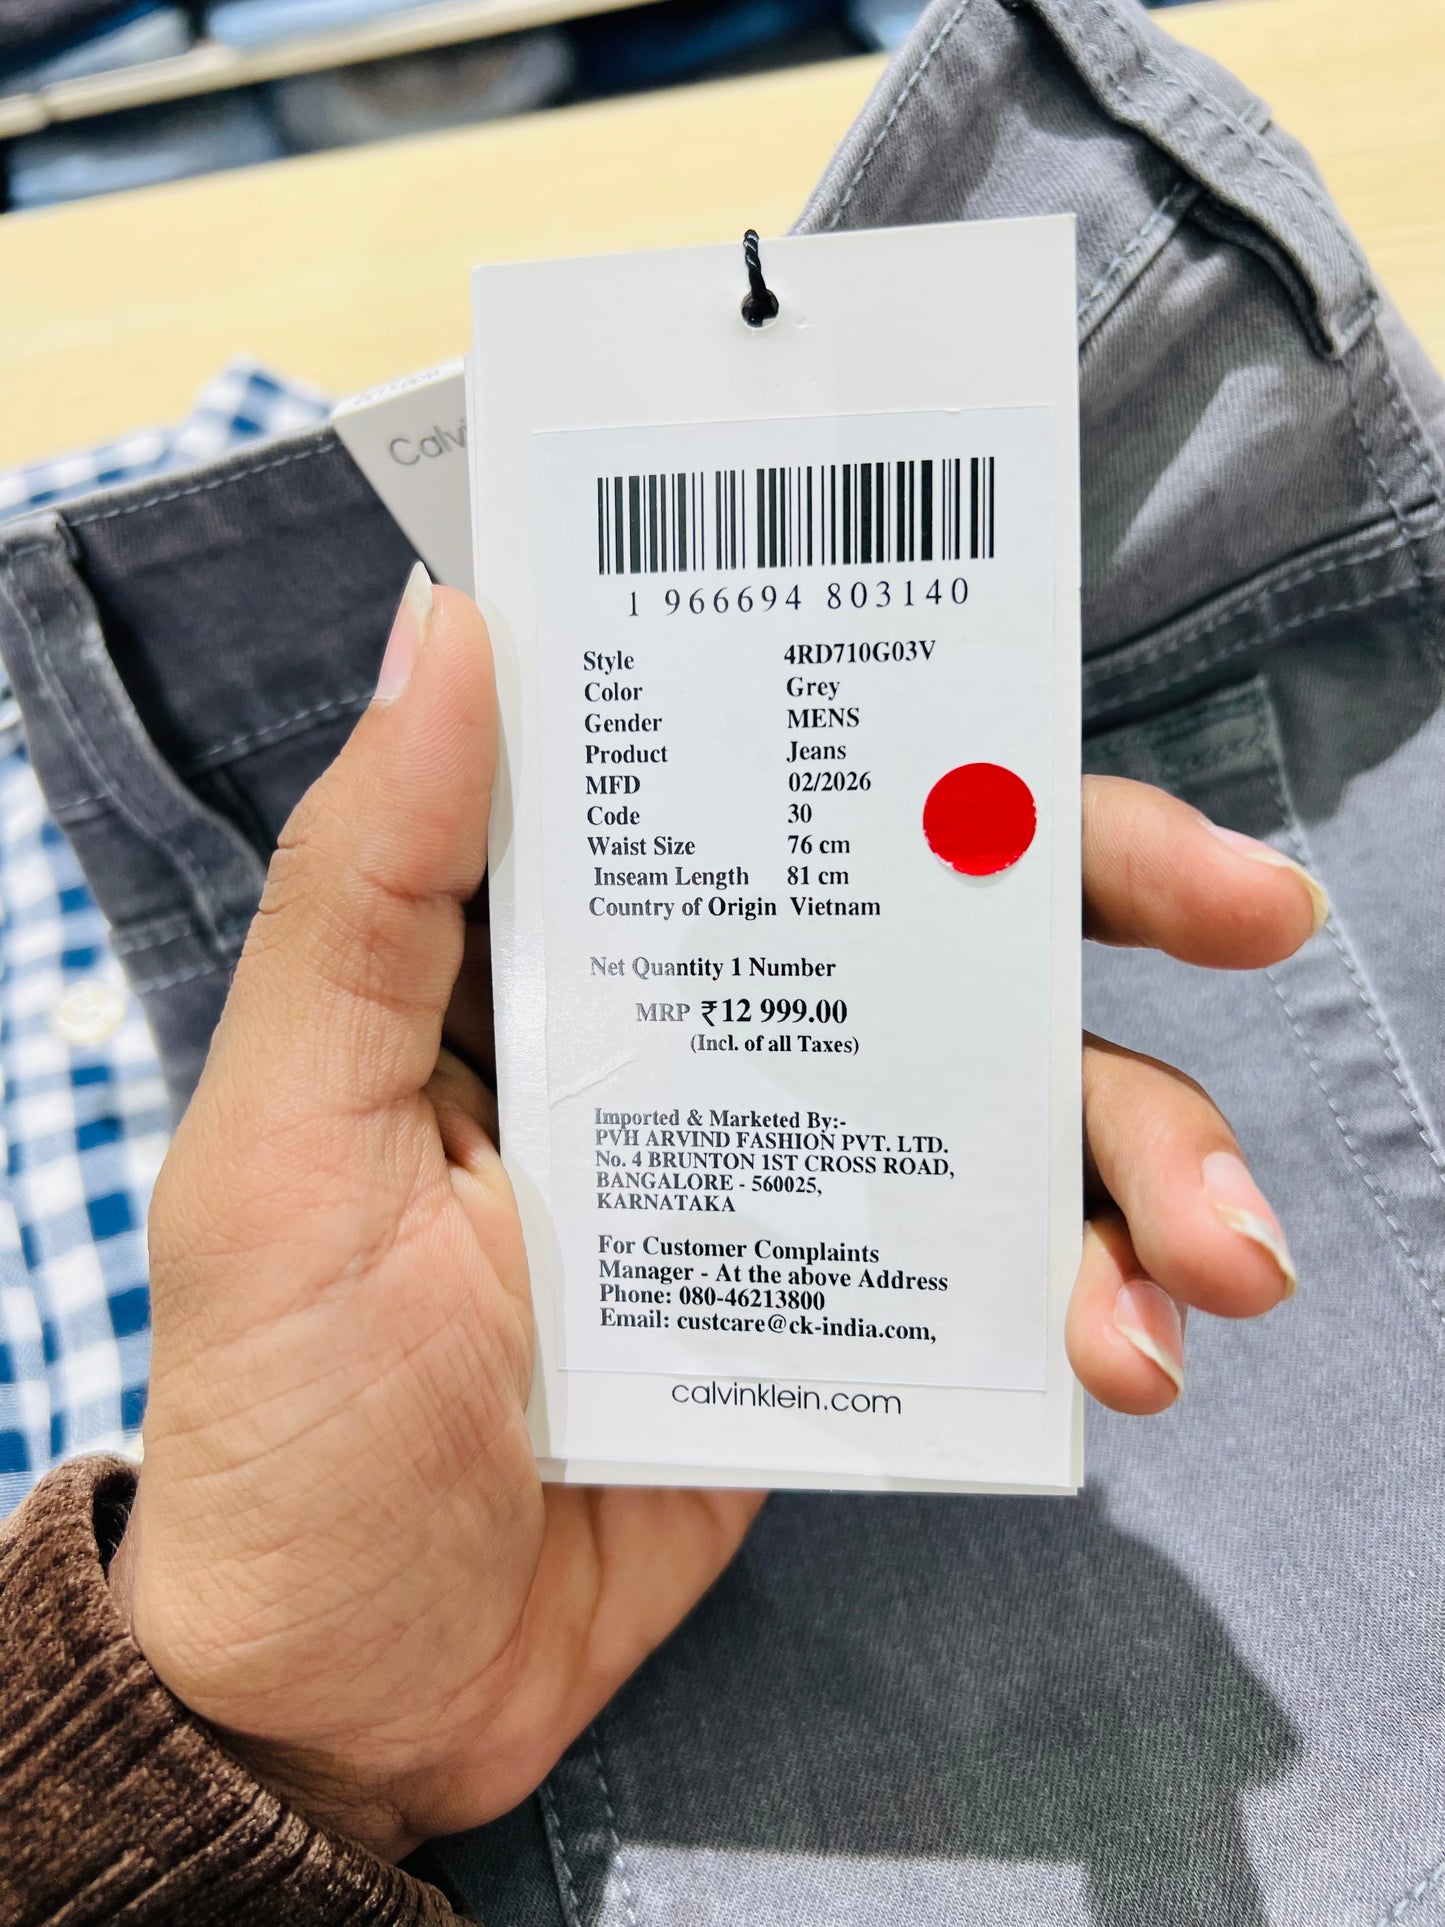 Calvi
1 966694 803140
Style 4RD710G03V
Color Grey
Gender MENS
Product Jeans
MFD 02/2026
Code 30
Waist Size 76 cm
Inseam Length 81 cm
Country of Origin Vietnam
Net Quantity 1 Number
MRP ₹12 999.00
(Incl. of all Taxes)
Imported & Marketed By:-
PVH ARVIND FASHION PVT. LTD.
No. 4 BRUNTON 1ST CROSS ROAD,
BANGALORE - 560025,
KARNATAKA
For Customer Complaints
Manager - At the above Address
Phone: 080-46213800
Email: custcare@ck-india.com,
calvinklein.com